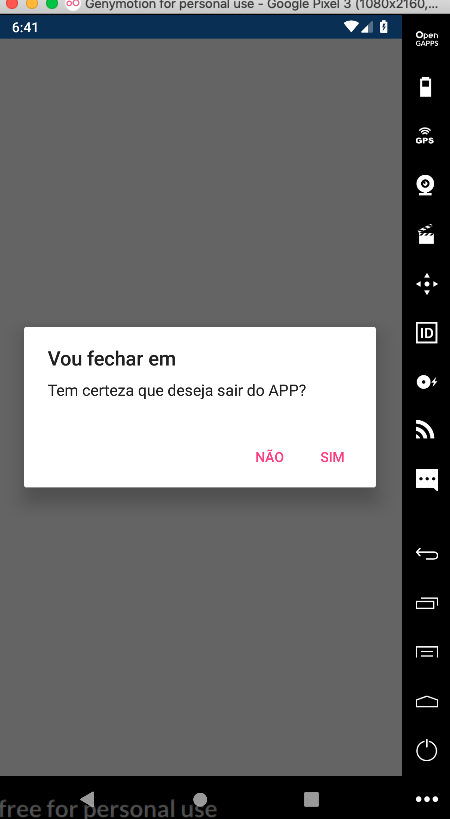 Genymotion for personal use - Google Pixel 3 (1080x2160,...
6:41
Open
GAPPS
GPS
ID
Vou fechar em
Tem certeza que deseja sair do APP?
NÃO SIM
free for personal use